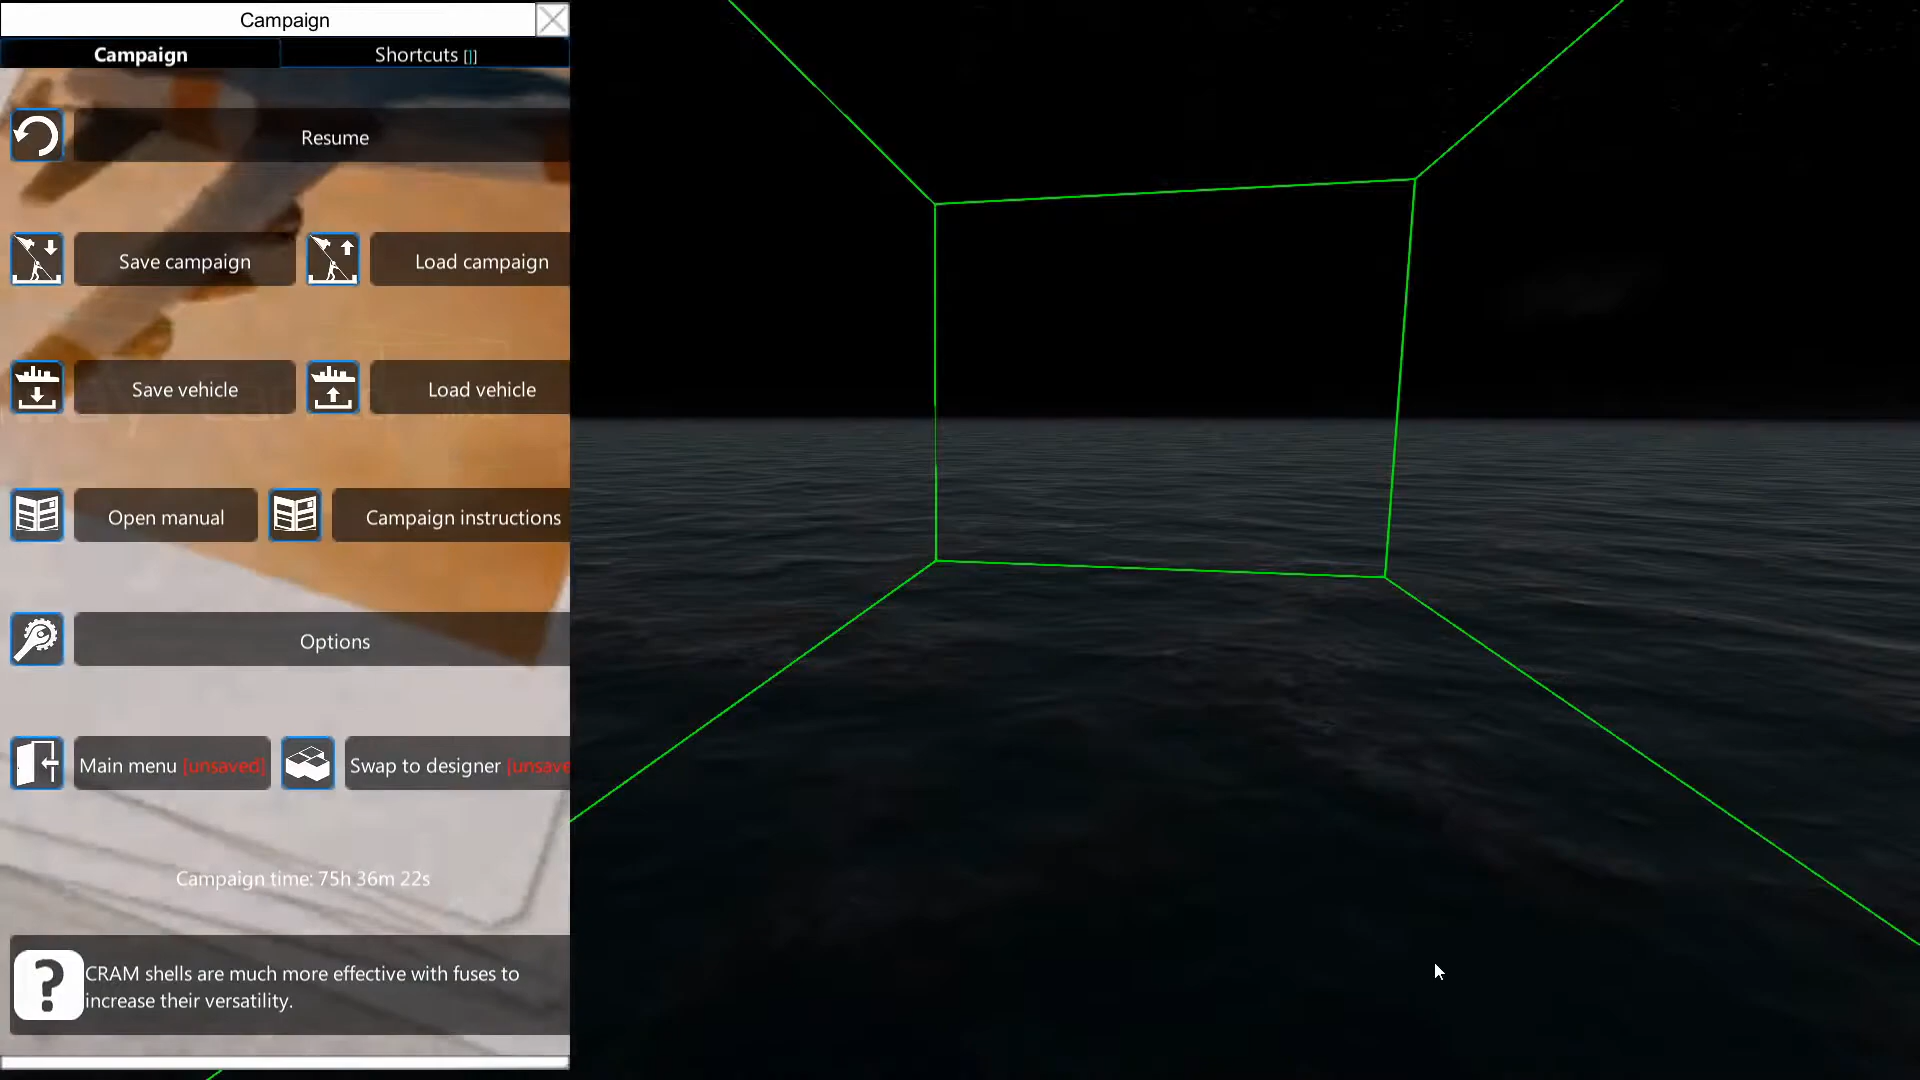 Campaign
Campaign
Shortcuts []]
Resume
Save campaign
Load campaign
Save vehicle
Load vehicle
Open manual
Campaign instructions
Options
Main menu [unsaved]
Swap to designer [unsave
Campaign time: 75h 36m 22s
?
CRAM shells are much more effective with fuses to
increase their versatility.